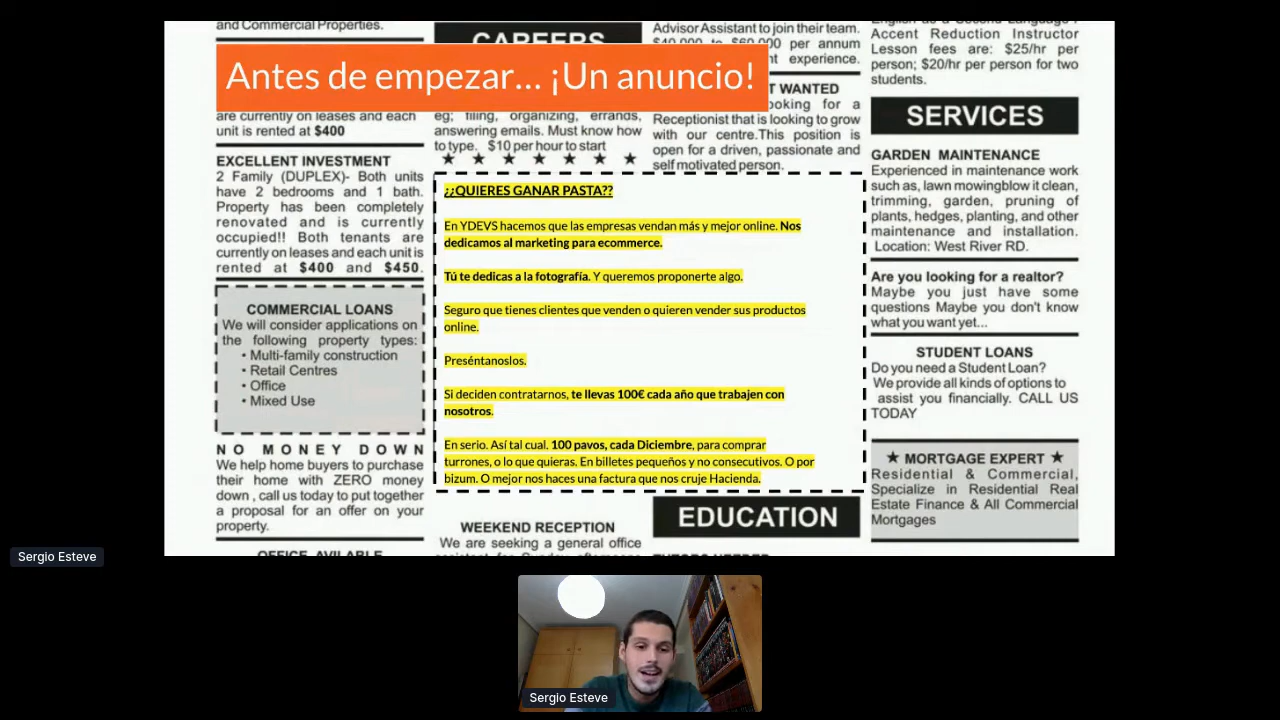 and Commercial Properties.
are currently on leases and each
unit is rented at $400
EXCELLENT INVESTMENT
2 Family (DUPLEX)- Both units
have 2 bedrooms and 1 bath.
Property has been completely
renovated and is currently
occupied!! Both tenants are
currently on leases and each unit is
rented at $400 and $450.
COMMERCIAL LOANS
We will consider applications on
the following property types:
• Multi-family construction
• Retail Centres
• Office
• Mixed Use
NO MONEY DOWN
We help home buyers to purchase
their home with ZERO money
down , call us today to put together
a proposal for an offer on your
property.
OFFICE AVILABLE
CAREERS
Antes de empezar... ¡Un anuncio!
eg; filing, organizing, errands,
answering emails. Must know how
to type. $10 per hour to start
★ ★ ★ ★ ★ ★ ★
¿¿QUIERES GANAR PASTA??
En YDEVS hacemos que las empresas vendan más y mejor online. Nos
dedicamos al marketing para ecommerce.
Tú te dedicas a la fotografía. Y queremos proponerte algo.
Seguro que tienes clientes que venden o quieren vender sus productos
online.
Preséntanoslos.
Si deciden contratarnos, te llevas 100€ cada año que trabajen con
nosotros.
En serio. Así tal cual. 100 pavos, cada Diciembre, para comprar
turrones, o lo que quieras. En billetes pequeños y no consecutivos. O por
bizum. O mejor nos haces una factura que nos cruje Hacienda.
WEEKEND RECEPTION
We are seeking a general office
Advisor Assistant to join their team.
$40,000 to $60,000 per annum
experience.
WANTED
looking for a
Receptionist that is looking to grow
with our centre.This position is
open for a driven, passionate and
self motivated person.
EDUCATION
English as a Second Language /
Accent Reduction Instructor
Lesson fees are: $25/hr per
person; $20/hr per person for two
students.
SERVICES
GARDEN MAINTENANCE
Experienced in maintenance work
such as, lawn mowingblow it clean,
trimming, garden, pruning of
plants, hedges, planting, and other
maintenance and installation.
Location: West River RD.
Are you looking for a realtor?
Maybe you just have some
questions Maybe you don't know
what you want yet...
STUDENT LOANS
Do you need a Student Loan?
We provide all kinds of options to
assist you financially. CALL US
TODAY
★ MORTGAGE EXPERT ★
Residential & Commercial,
Specialize in Residential Real
Estate Finance & All Commercial
Mortgages
Sergio Esteve
Sergio Esteve